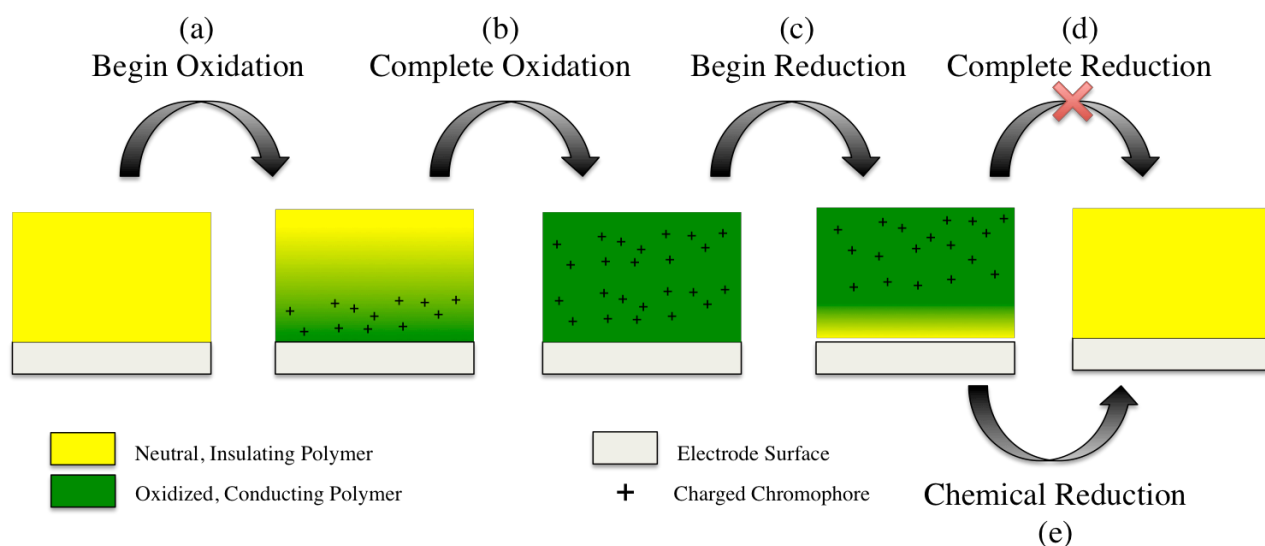 (a)
Begin Oxidation
(b)
Complete Oxidation
(c)
Begin Reduction
(d)
Complete Reduction
Neutral, Insulating Polymer
Oxidized, Conducting Polymer
Electrode Surface
+ Charged Chromophore
Chemical Reduction
(e)